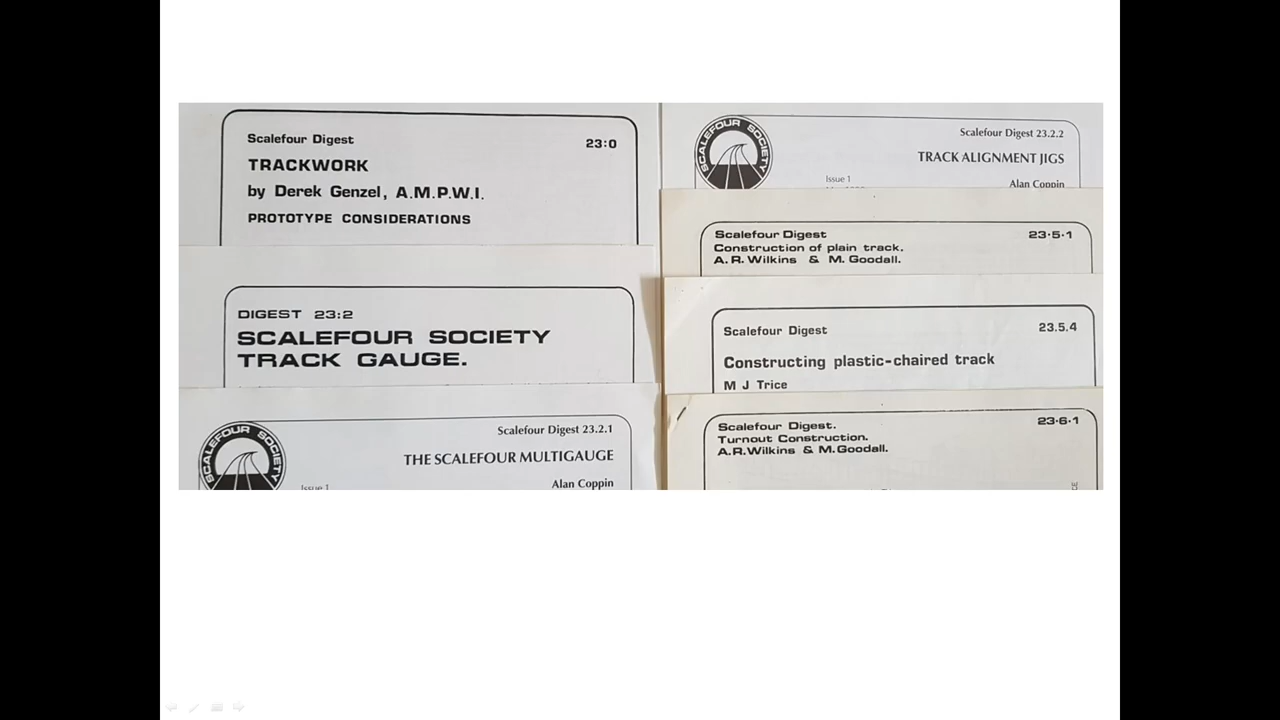 Scalefour Digest 23:0
TRACKWORK
by Derek Genzel, A.M.P.W.I.
PROTOTYPE CONSIDERATIONS
DIGEST 23:2
SCALEFOUR SOCIETY
TRACK GAUGE.
SCALEFOUR SOCIETY
Scalefour Digest 23.2.1
THE SCALEFOUR MULTIGAUGE
Issue 1
Alan Coppin
SCALEFOUR SOCIETY
Scalefour Digest 23.2.2
TRACK ALIGNMENT JIGS
Issue 1
Alan Coppin
Scalefour Digest 23·5·1
Construction of plain track.
A. R. Wilkins & M. Goodall.
Scalefour Digest 23.5.4
Constructing plastic-chaired track
M J Trice
Scalefour Digest. 23·6·1
Turnout Construction.
A.R.Wilkins & M.Goodall.